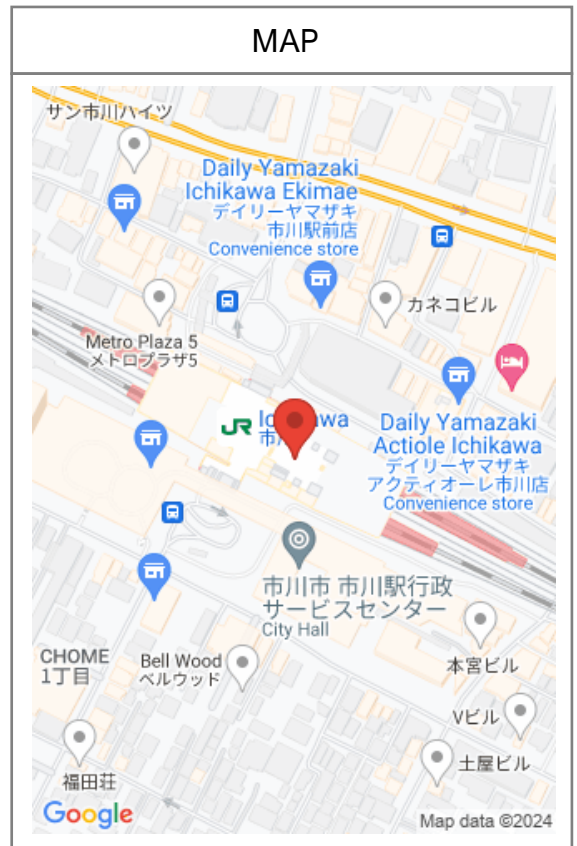 MAP
サン市川ハイツ
Daily Yamazaki
Ichikawa Ekimae
デイリーヤマザキ
市川駅前店
Convenience store
カネコビル
Metro Plaza 5
メトロプラザ5
JR
Daily Yamazaki
Actiole Ichikawa
デイリーヤマザキ
アクティオーレ市川店
Convenience store
市川市 市川駅行政
サービスセンター
City Hall
CHOME
1丁目
Bell Wood
ベルウッド
本宮ビル
Vビル
土屋ビル
福田荘
Google
Map data ©2024